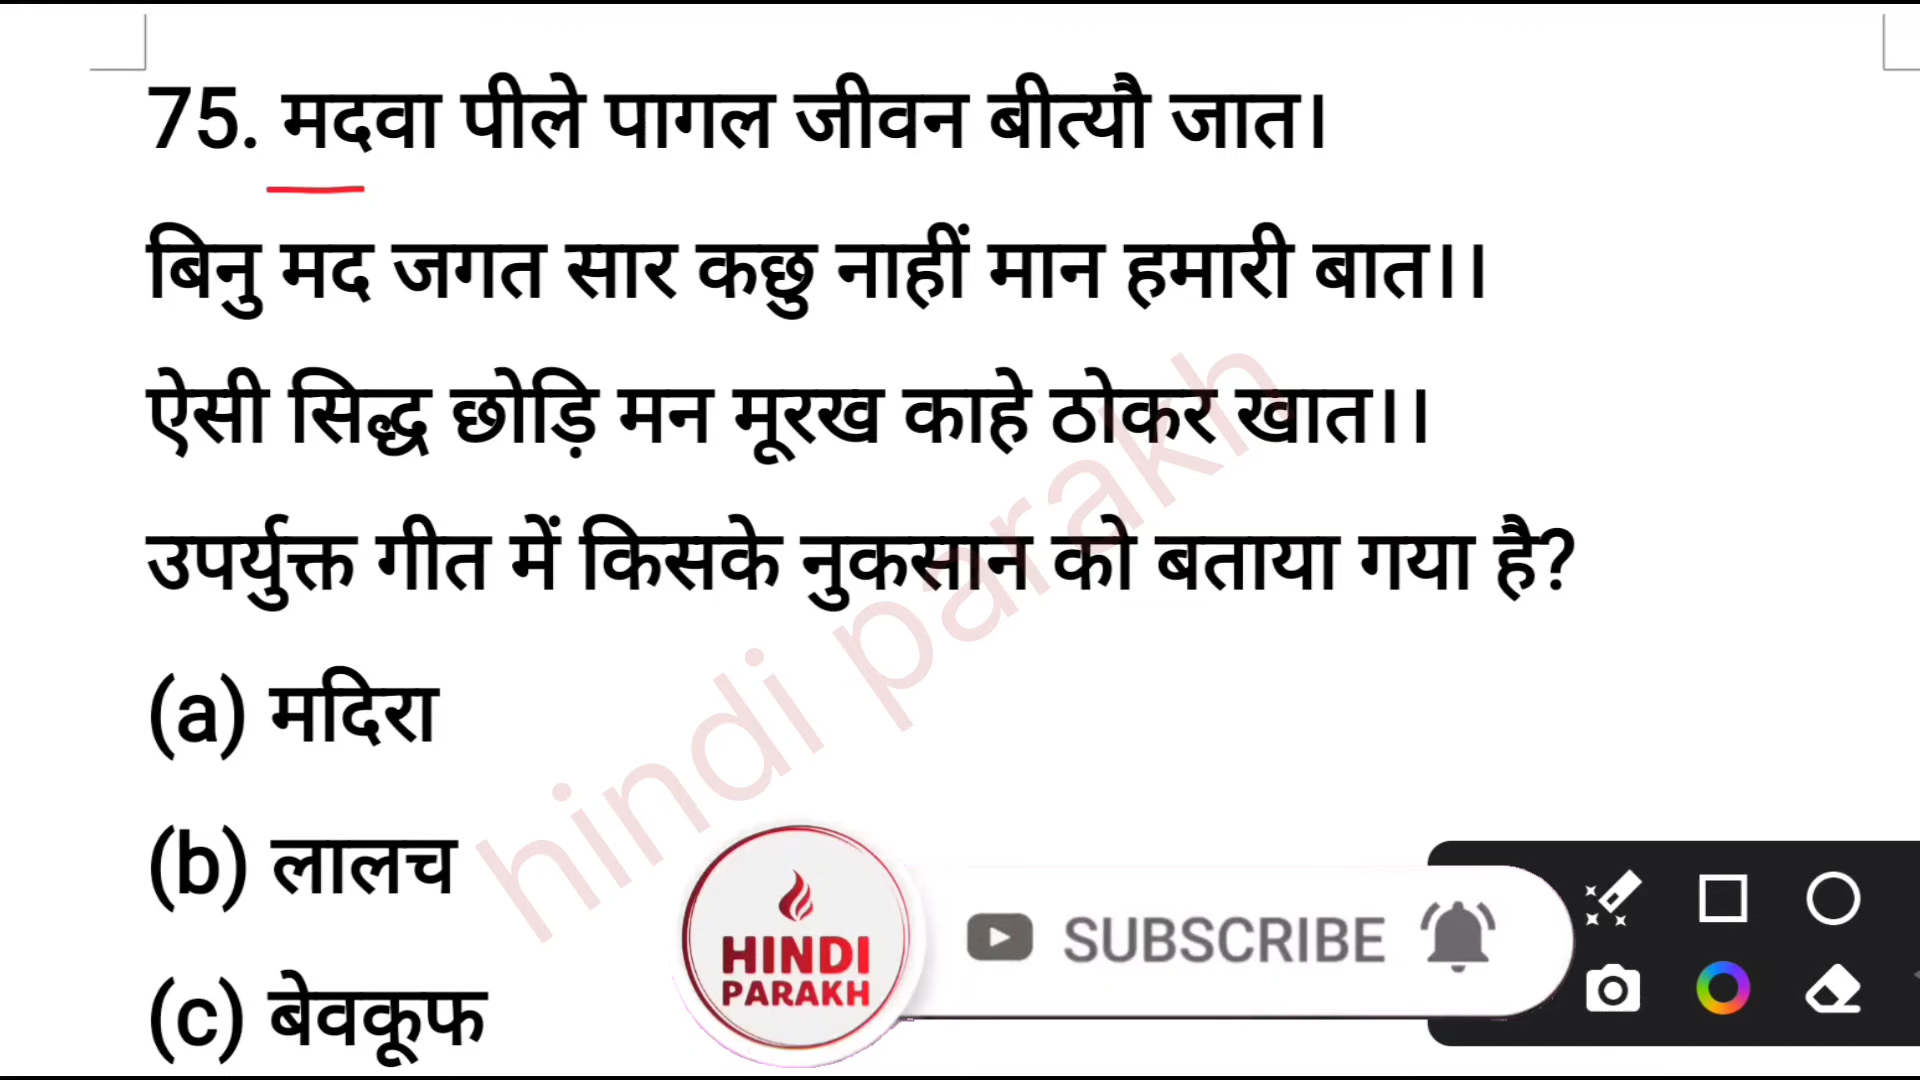 75. मदवा पीले पागल जीवन बीत्यौ जात।
बिनु मद जगत सार कछु नाहीं मान हमारी बात।।
ऐसी सिद्ध छोड़ि मन मूरख काहे ठोकर खात।।
उपर्युक्त गीत में किसके नुकसान को बताया गया है?
(a) मदिरा
(b) लालच
(c) बेवकूफ
hindi parakh
HINDI
PARAKH
SUBSCRIBE